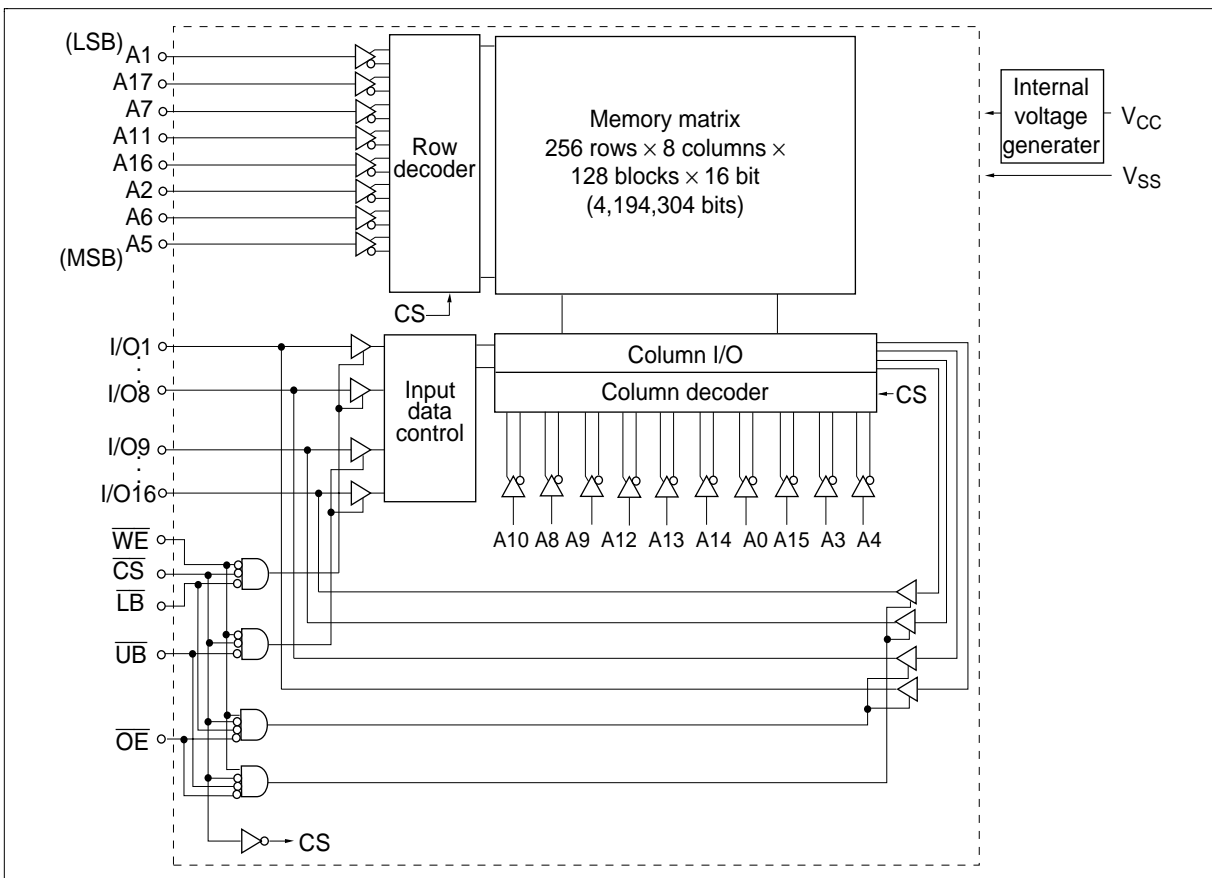 (LSB) A1
A17
A7
A11
A16
A2
A6
(MSB) A5
Row
decoder
CS
Memory matrix
256 rows × 8 columns ×
128 blocks × 16 bit
(4,194,304 bits)
Internal
voltage
generater
VCC
VSS
I/O1
I/O8
I/O9
I/O16
Input
data
control
Column I/O
Column decoder
CS
A10 A8 A9 A12 A13 A14 A0 A15 A3 A4
WE
CS
LB
UB
OE
CS